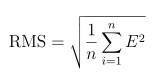 RMS = \sqrt{\frac{1}{n} \sum_{i=1}^{n} E^2}